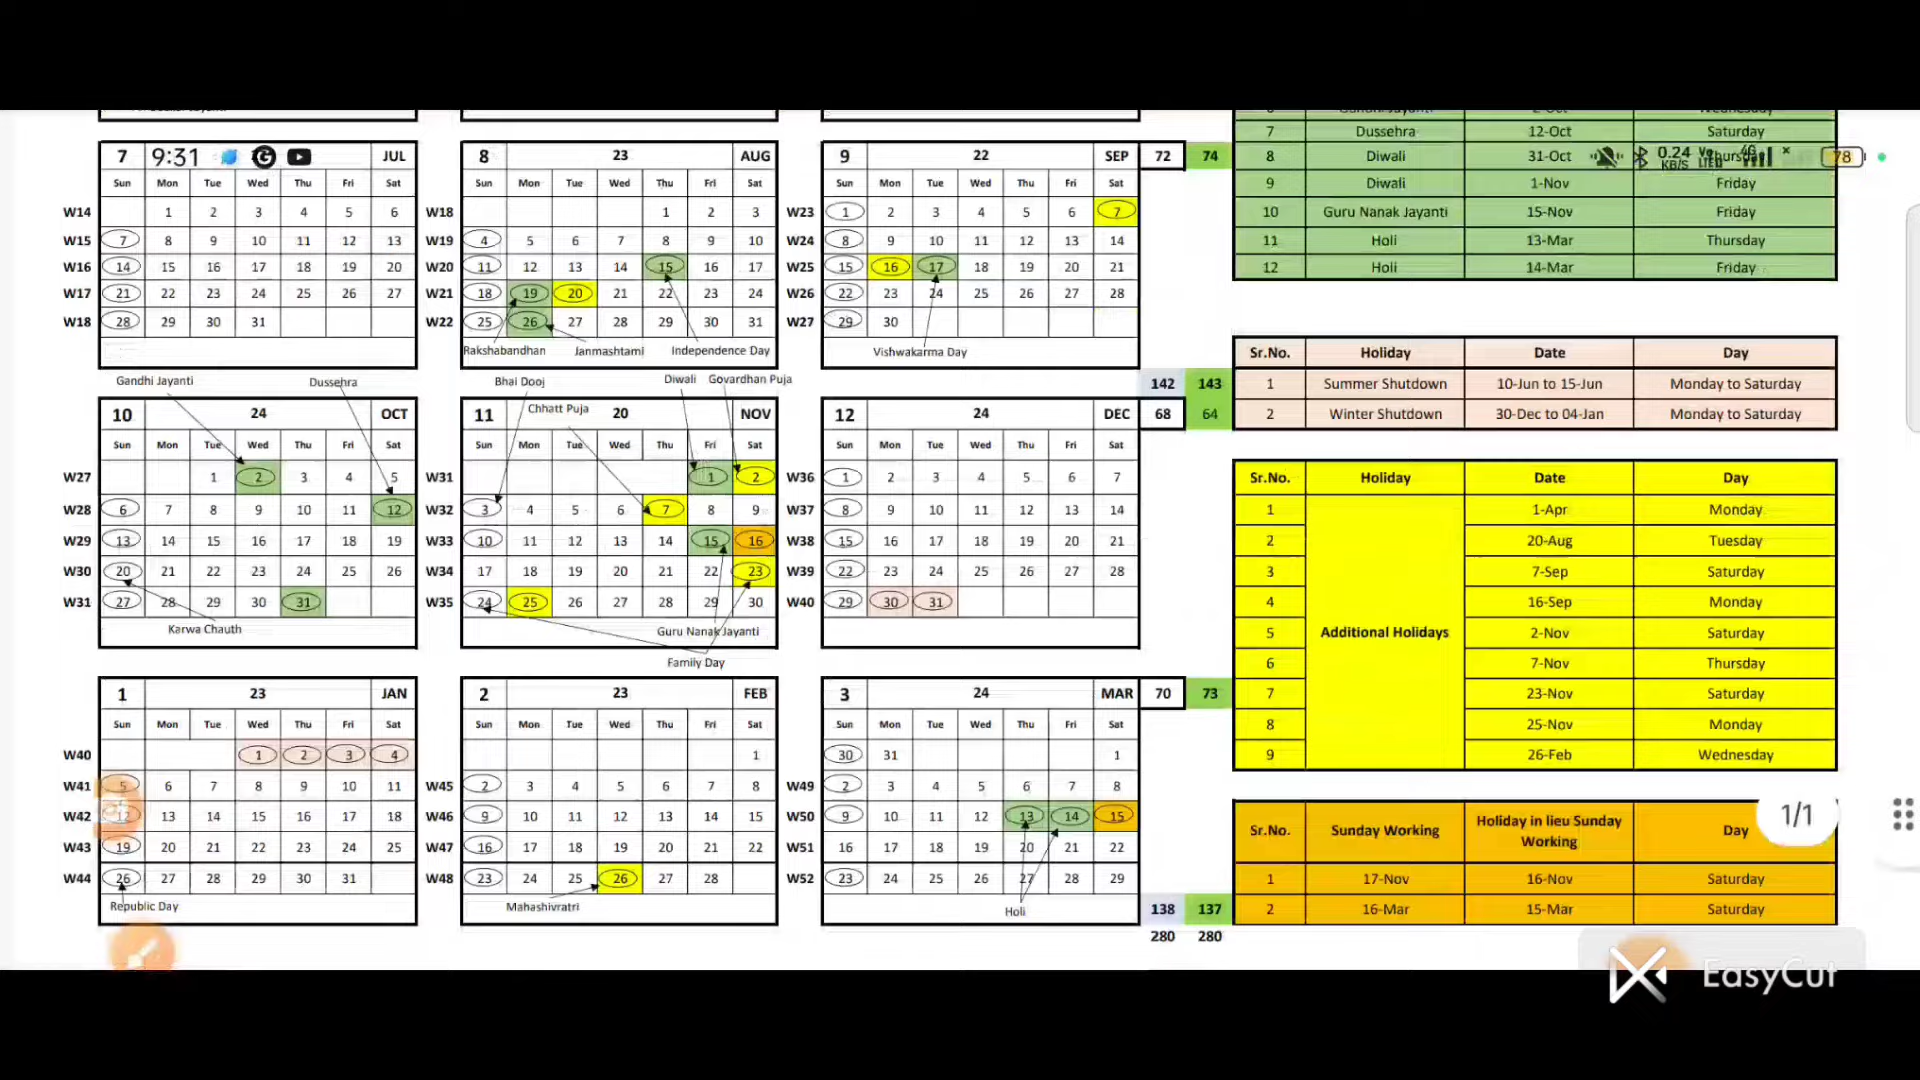 6 Gandhi Jayanti 2-Oct Wednesday
7 Dussehra 12-Oct Saturday
7 9:31 JUL
8 23 AUG
9 22 SEP 72 74
8 Diwali 31-Oct Thursday
0.24 KB/S Vo LTE 4G 78
Sun Mon Tue Wed Thu Fri Sat
Sun Mon Tue Wed Thu Fri Sat
Sun Mon Tue Wed Thu Fri Sat
9 Diwali 1-Nov Friday
W14 1 2 3 4 5 6
W18 1 2 3
W23 1 2 3 4 5 6 7
10 Guru Nanak Jayanti 15-Nov Friday
W15 7 8 9 10 11 12 13
W19 4 5 6 7 8 9 10
W24 8 9 10 11 12 13 14
11 Holi 13-Mar Thursday
W16 14 15 16 17 18 19 20
W20 11 12 13 14 15 16 17
W25 15 16 17 18 19 20 21
12 Holi 14-Mar Friday
W17 21 22 23 24 25 26 27
W21 18 19 20 21 22 23 24
W26 22 23 24 25 26 27 28
W18 28 29 30 31
W22 25 26 27 28 29 30 31
W27 29 30
Rakshabandhan Janmashtami Independence Day
Vishwakarma Day
Sr.No. Holiday Date Day
Gandhi Jayanti Dussehra
Bhai Dooj Diwali Govardhan Puja
Chhatt Puja
142 143
1 Summer Shutdown 10-Jun to 15-Jun Monday to Saturday
10 24 OCT
11 20 NOV
12 24 DEC 68 64
2 Winter Shutdown 30-Dec to 04-Jan Monday to Saturday
Sun Mon Tue Wed Thu Fri Sat
Sun Mon Tue Wed Thu Fri Sat
Sun Mon Tue Wed Thu Fri Sat
W27 1 2 3 4 5
W31 1 2
W36 1 2 3 4 5 6 7
Sr.No. Holiday Date Day
W28 6 7 8 9 10 11 12
W32 3 4 5 6 7 8 9
W37 8 9 10 11 12 13 14
1 1-Apr Monday
W29 13 14 15 16 17 18 19
W33 10 11 12 13 14 15 16
W38 15 16 17 18 19 20 21
2 20-Aug Tuesday
W30 20 21 22 23 24 25 26
W34 17 18 19 20 21 22 23
W39 22 23 24 25 26 27 28
3 7-Sep Saturday
W31 27 28 29 30 31
W35 24 25 26 27 28 29 30
W40 29 30 31
4 16-Sep Monday
Karwa Chauth
Guru Nanak Jayanti
Family Day
5 Additional Holidays 2-Nov Saturday
6 7-Nov Thursday
1 23 JAN
2 23 FEB
3 24 MAR 70 73
7 23-Nov Saturday
Sun Mon Tue Wed Thu Fri Sat
Sun Mon Tue Wed Thu Fri Sat
Sun Mon Tue Wed Thu Fri Sat
8 25-Nov Monday
W40 1 2 3 4
1
30 31 1
9 26-Feb Wednesday
W41 5 6 7 8 9 10 11
W45 2 3 4 5 6 7 8
W49 2 3 4 5 6 7 8
W42 12 13 14 15 16 17 18
W46 9 10 11 12 13 14 15
W50 9 10 11 12 13 14 15
Sr.No. Sunday Working Holiday in lieu Sunday Working Day
1/1
W43 19 20 21 22 23 24 25
W47 16 17 18 19 20 21 22
W51 16 17 18 19 20 21 22
W44 26 27 28 29 30 31
W48 23 24 25 26 27 28
W52 23 24 25 26 27 28 29
1 17-Nov 16-Nov Saturday
Republic Day
Mahashivratri
Holi
138 137
2 16-Mar 15-Mar Saturday
280 280
EasyCut